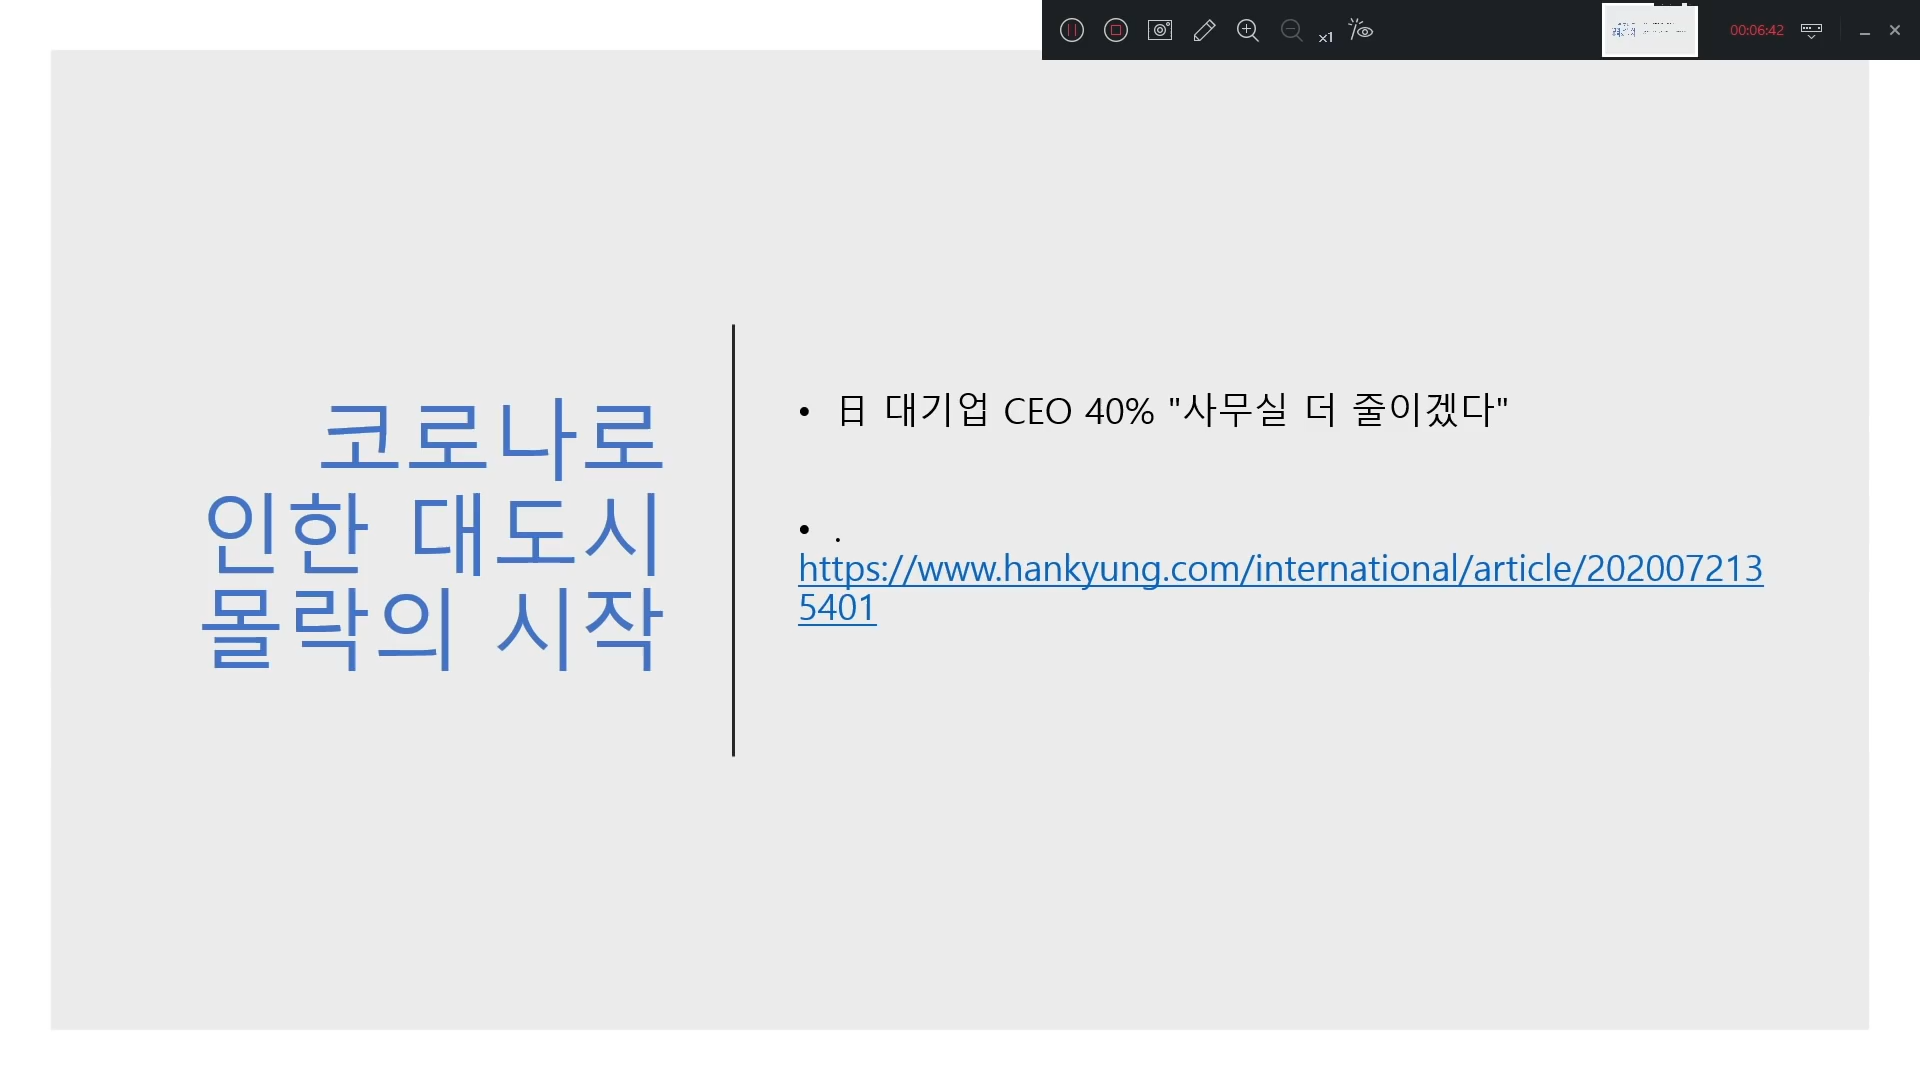 x1
00:06:42
코로나로
인한 대도시
몰락의 시작
• 日 대기업 CEO 40% "사무실 더 줄이겠다"
• .
https://www.hankyung.com/international/article/202007213
5401